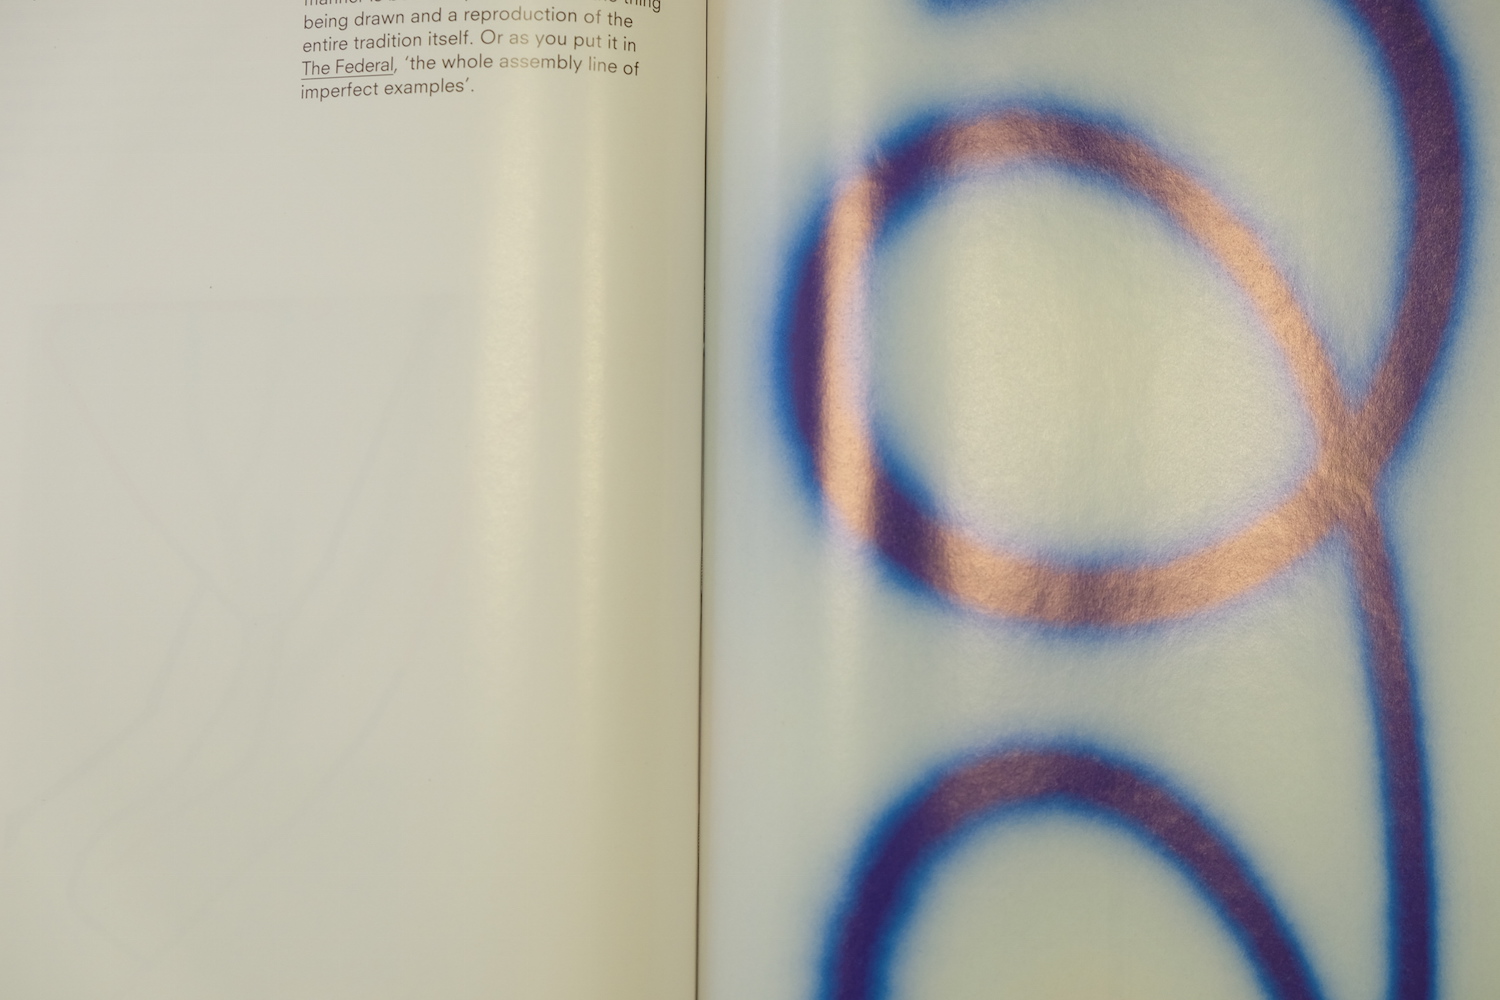 thing
being drawn and a reproduction of the
entire tradition itself. Or as you put it in
The Federal, ‘the whole assembly line of
imperfect examples’.